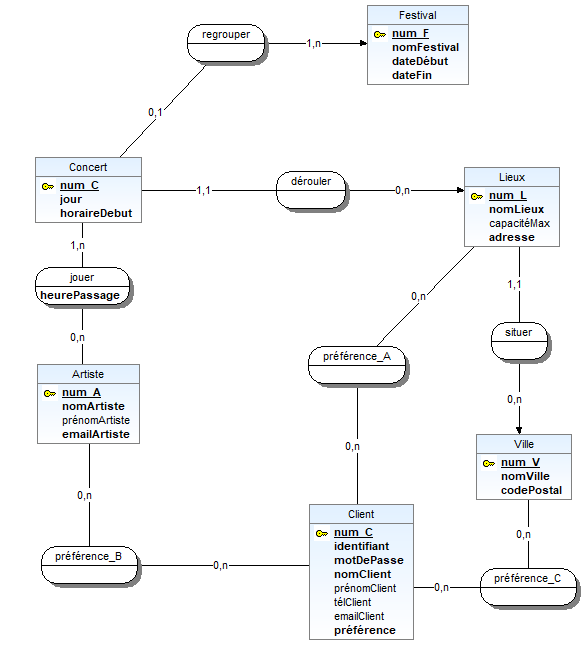 Festival
num_F
nomFestival
dateDébut
dateFin
regrouper
1,n
0,1
Concert
num_C
jour
horaireDebut
1,1
dérouler
0,n
Lieux
num_L
nomLieux
capacitéMax
adresse
1,n
jouer
heurePassage
0,n
0,n
1,1
situer
préférence_A
0,n
Artiste
num_A
nomArtiste
prénomArtiste
emailArtiste
0,n
Ville
num_V
nomVille
codePostal
0,n
Client
num_C
identifiant
motDePasse
nomClient
prénomClient
télClient
emailClient
préférence
0,n
préférence_B
0,n
0,n
préférence_C